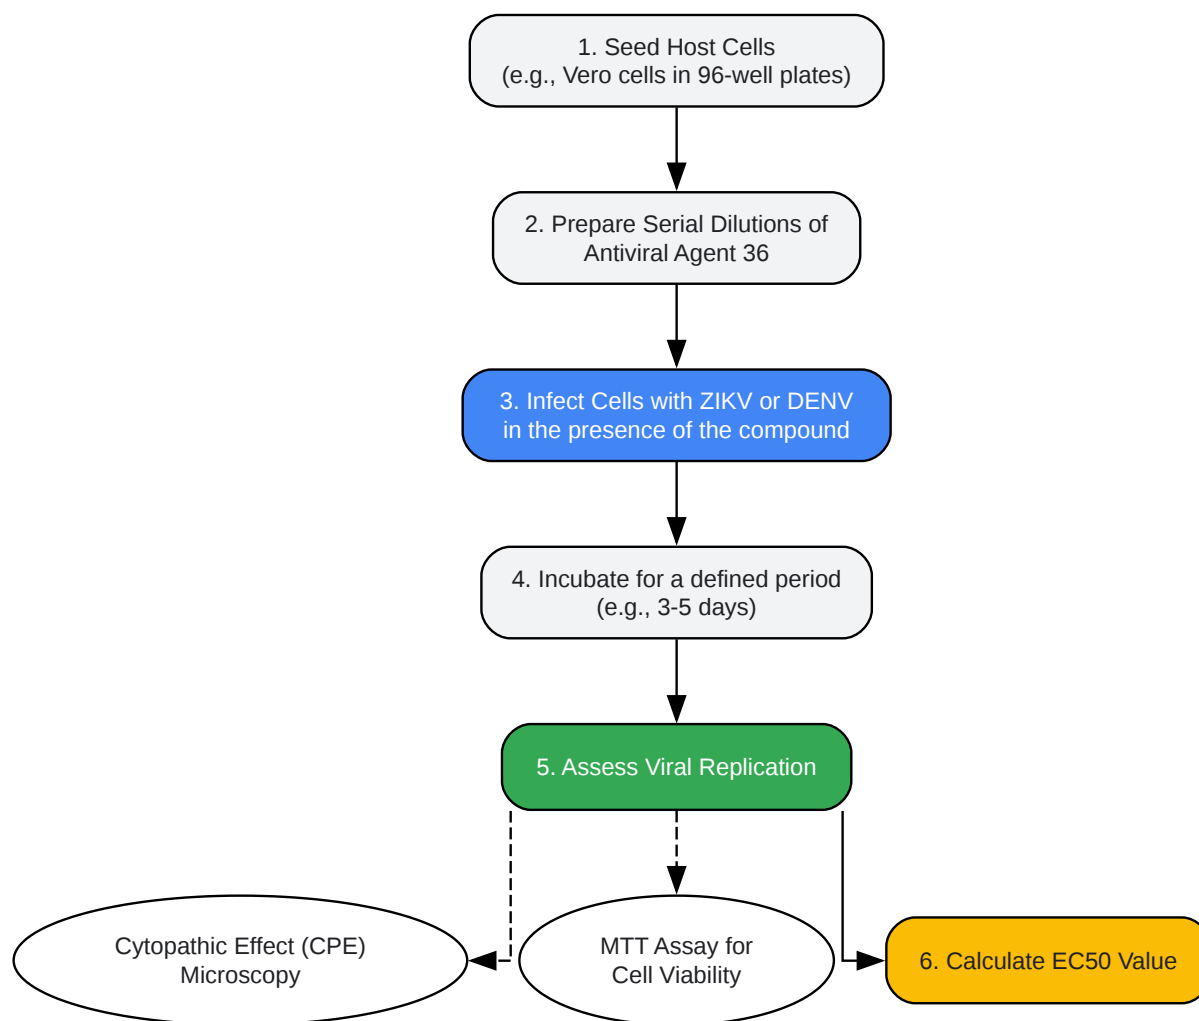 1. Seed Host Cells
(e.g., Vero cells in 96-well plates)
2. Prepare Serial Dilutions of
Antiviral Agent 36
3. Infect Cells with ZIKV or DENV
in the presence of the compound
4. Incubate for a defined period
(e.g., 3-5 days)
5. Assess Viral Replication
Cytopathic Effect (CPE)
Microscopy
MTT Assay for
Cell Viability
6. Calculate EC50 Value